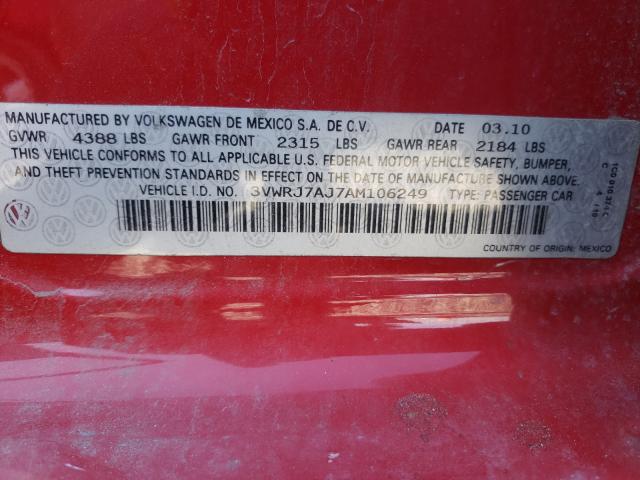 MANUFACTURED BY VOLKSWAGEN DE MEXICO S.A. DE C.V. DATE 03.10
GVWR 4388 LBS GAWR FRONT 2315 LBS GAWR REAR 2184 LBS
THIS VEHICLE CONFORMS TO ALL APPLICABLE U.S. FEDERAL MOTOR VEHICLE SAFETY, BUMPER,
AND THEFT PREVENTION STANDARDS IN EFFECT ON THE DATE OF MANUFACTURE SHOWN ABOVE.
VEHICLE I.D. NO. 3VWRJ7AJ7AM106249 TYPE: PASSENGER CAR
COUNTRY OF ORIGIN: MEXICO